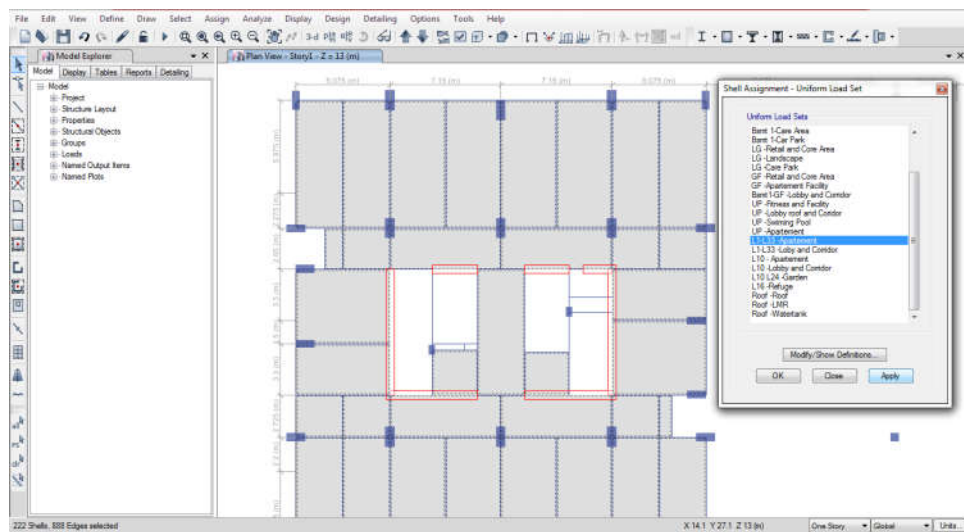 File Edit View Define Draw Select Assign Analyze Display Design Detailing Options Tools Help
Model Explorer
Plan View - Story1 - Z = 13 (m)
Model Display Tables Reports Detailing
Model
Project
Structure Layout
Properties
Structural Objects
Groups
Loads
Named Output Items
Named Plots
Shell Assignment - Uniform Load Set
Uniform Load Sets
Bsmt 1-Care Area
Bsmt 1-Car Park
LG -Retail and Core Area
LG -Landscape
LG -Care Park
GF -Retail and Core Area
GF -Apartement Facility
Bsmt1-GF -Lobby and Corridor
UP -Fitness and Facility
UP -Lobby roof and Coridor
UP -Swiming Pool
UP -Apartement
L1-L33 -Apartement
L1-L33 -Loby and Corridor
L10 - Apartement
L10 -Lobby and Corridor
L10 L24 -Garden
L16 -Refuge
Roof -Roof
Roof -LMR
Roof -Watertank
Modify/Show Definitions...
OK Close Apply
222 Shells, 888 Edges selected
X 14.1 Y 27.1 Z 13 (m)
One Story Global Units...